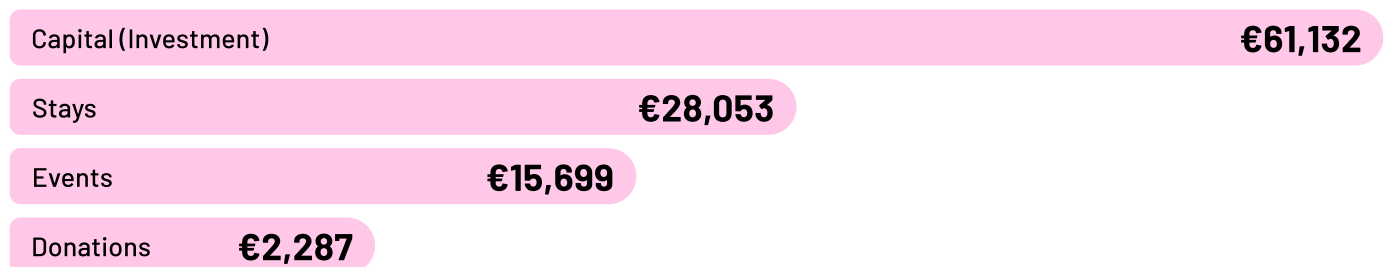 Capital (Investment) €61,132
Stays €28,053
Events €15,699
Donations €2,287